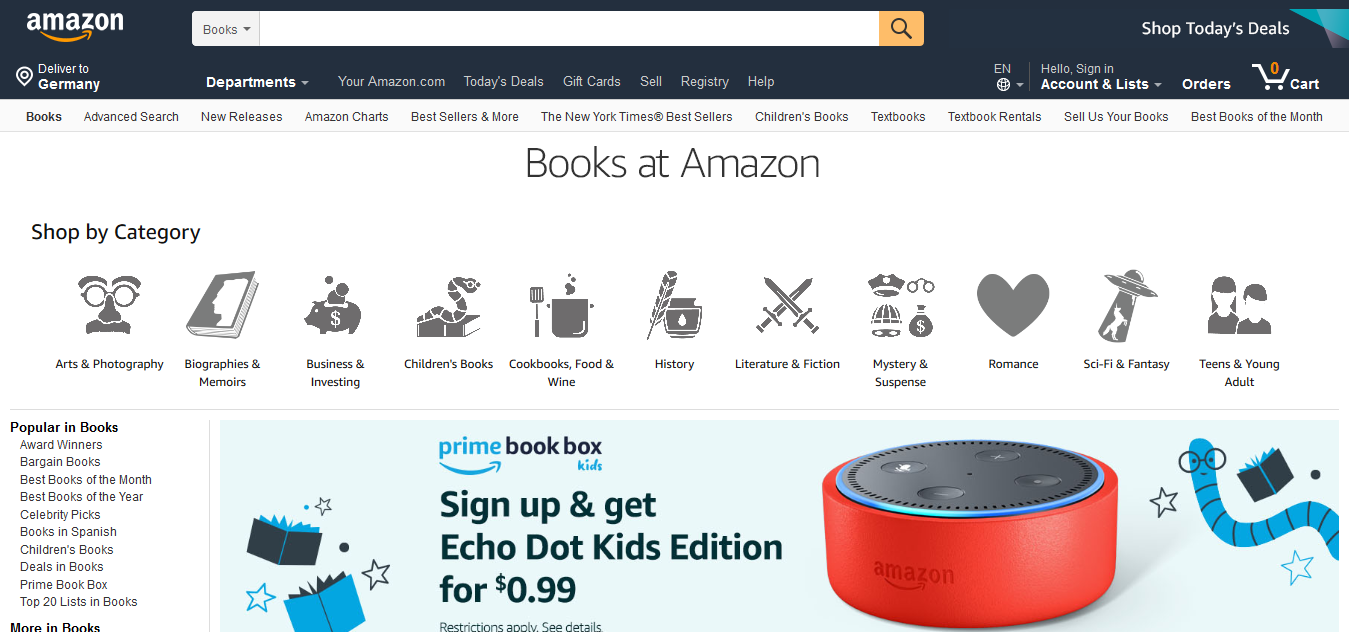 amazon
Books
Shop Today's Deals
Deliver to
Germany
Departments
Your Amazon.com
Today's Deals
Gift Cards
Sell
Registry
Help
EN
Hello, Sign in
Account & Lists
Orders
0
Cart
Books
Advanced Search
New Releases
Amazon Charts
Best Sellers & More
The New York Times® Best Sellers
Children's Books
Textbooks
Textbook Rentals
Sell Us Your Books
Best Books of the Month
Books at Amazon
Shop by Category
$
$
Arts & Photography
Biographies &
Memoirs
Business &
Investing
Children's Books
Cookbooks, Food &
Wine
History
Literature & Fiction
Mystery &
Suspense
Romance
Sci-Fi & Fantasy
Teens & Young
Adult
Popular in Books
Award Winners
Bargain Books
Best Books of the Month
Best Books of the Year
Celebrity Picks
Books in Spanish
Children's Books
Deals in Books
Prime Book Box
Top 20 Lists in Books
More in Books
prime book box
kids
Sign up & get
Echo Dot Kids Edition
for $0.99
Restrictions apply. See details.
amazon